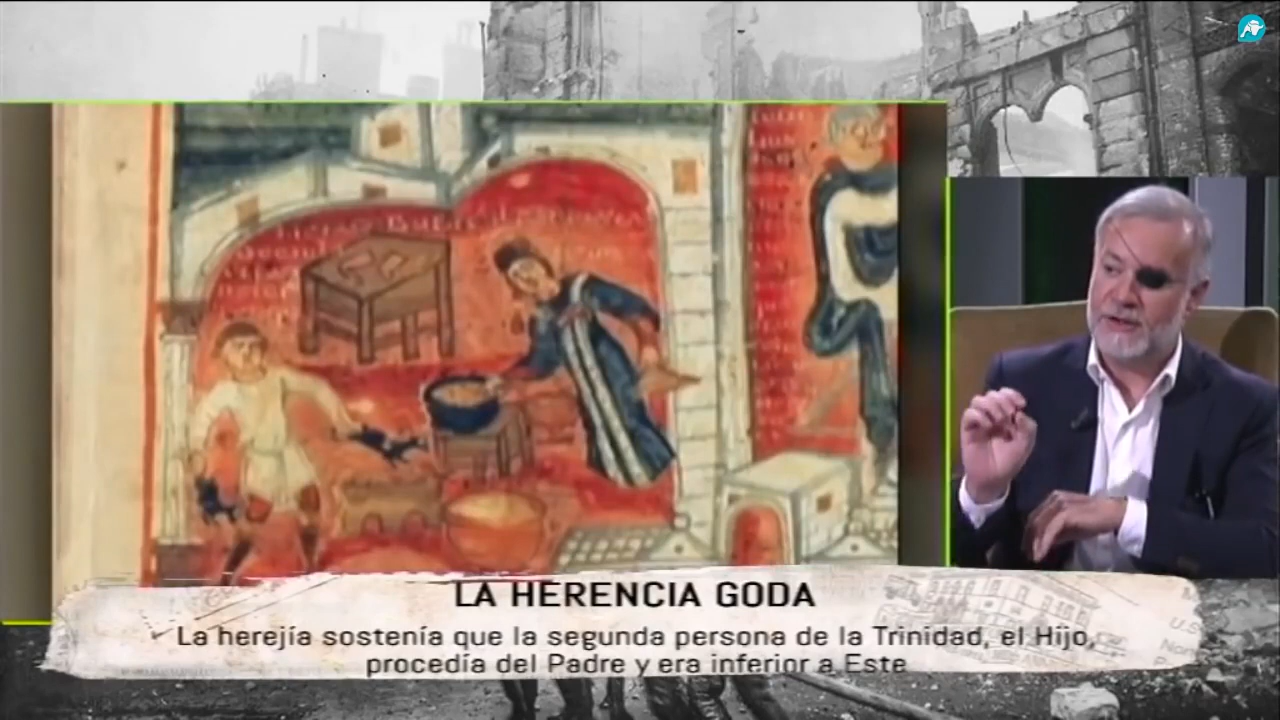 LA HERENCIA GODA
La herejía sostenía que la segunda persona de la Trinidad, el Hijo,
procedía del Padre y era inferior a Este